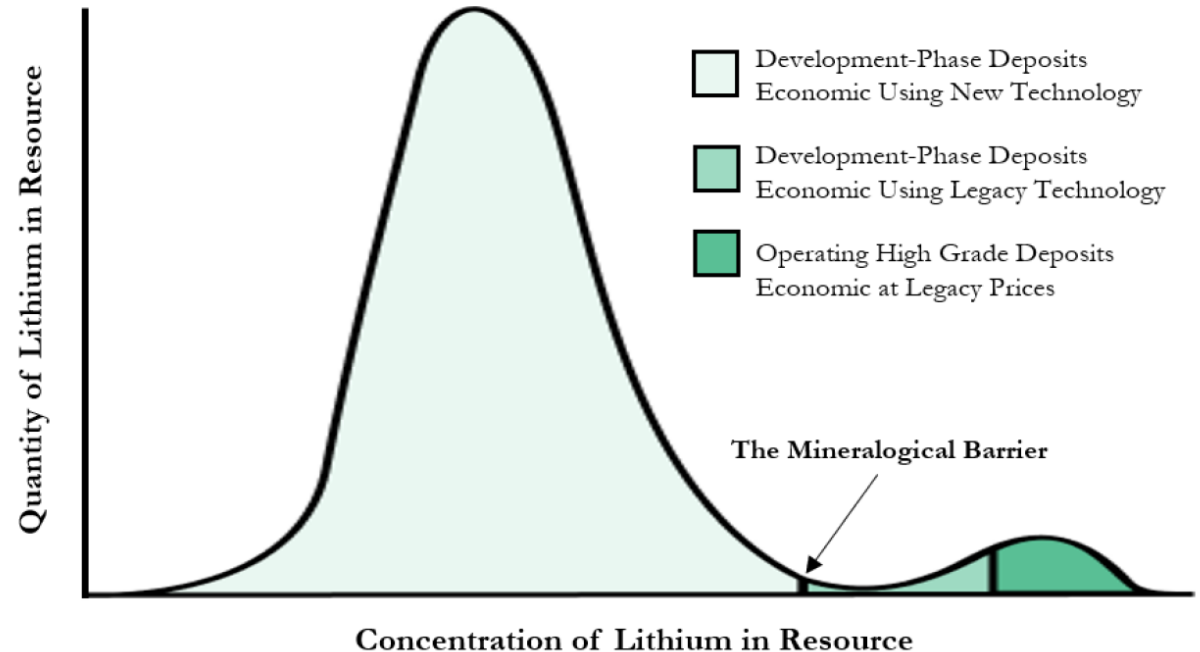 Quantity of Lithium in Resource
Development-Phase Deposits
Economic Using New Technology
Development-Phase Deposits
Economic Using Legacy Technology
Operating High Grade Deposits
Economic at Legacy Prices
The Mineralogical Barrier
Concentration of Lithium in Resource